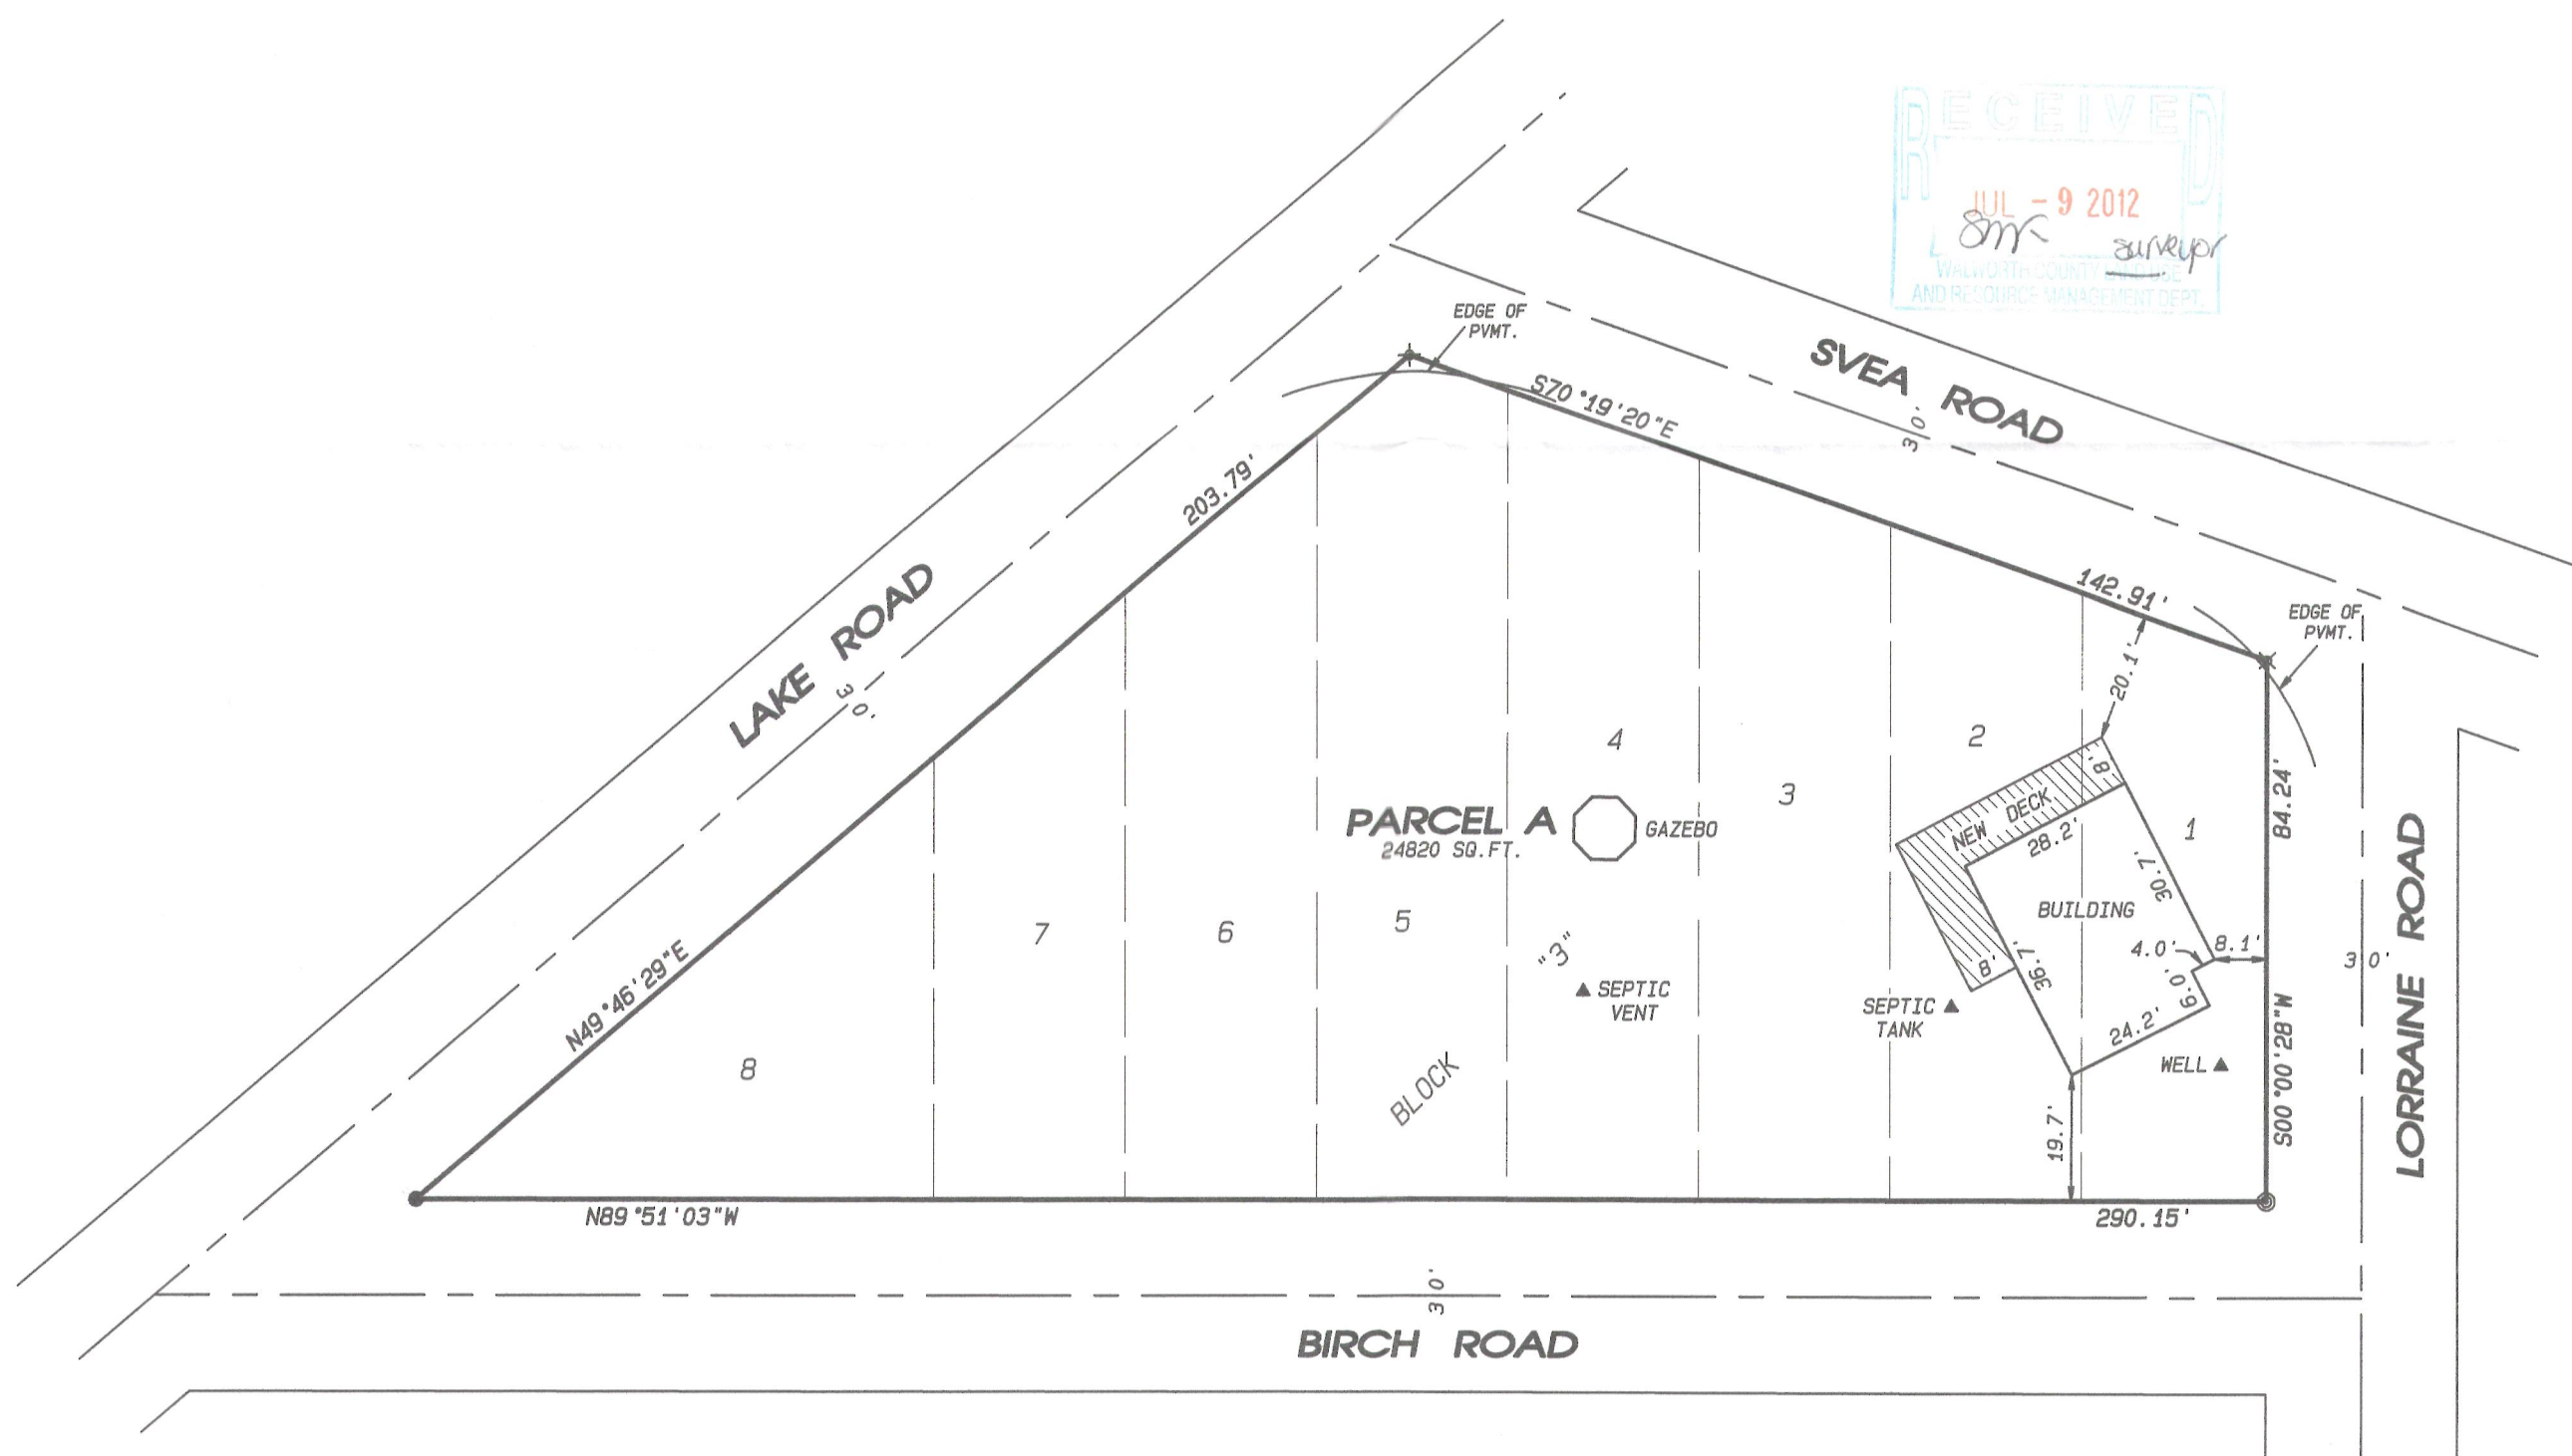 RECEIVED
JUL - 9 2012
surveyor
WALWORTH COUNTY LAND USE
AND RESOURCE MANAGEMENT DEPT.
EDGE OF
PVMT.
SVEA ROAD
30'
S70°19'20"E
142.91'
EDGE OF
PVMT.
203.79'
LAKE ROAD
30'
N49°46'29"E
20.1'
84.24'
S00°00'28"W
LORRAINE ROAD
30'
PARCEL A
24820 SQ.FT.
GAZEBO
1
2
3
4
5
6
7
8
BLOCK
"3"
SEPTIC
VENT
SEPTIC
TANK
NEW DECK
8'
8'
28.2'
30.7'
BUILDING
36.7'
4.0'
8.1'
6.0'
24.2'
WELL
19.7'
N89°51'03"W
290.15'
30'
BIRCH ROAD